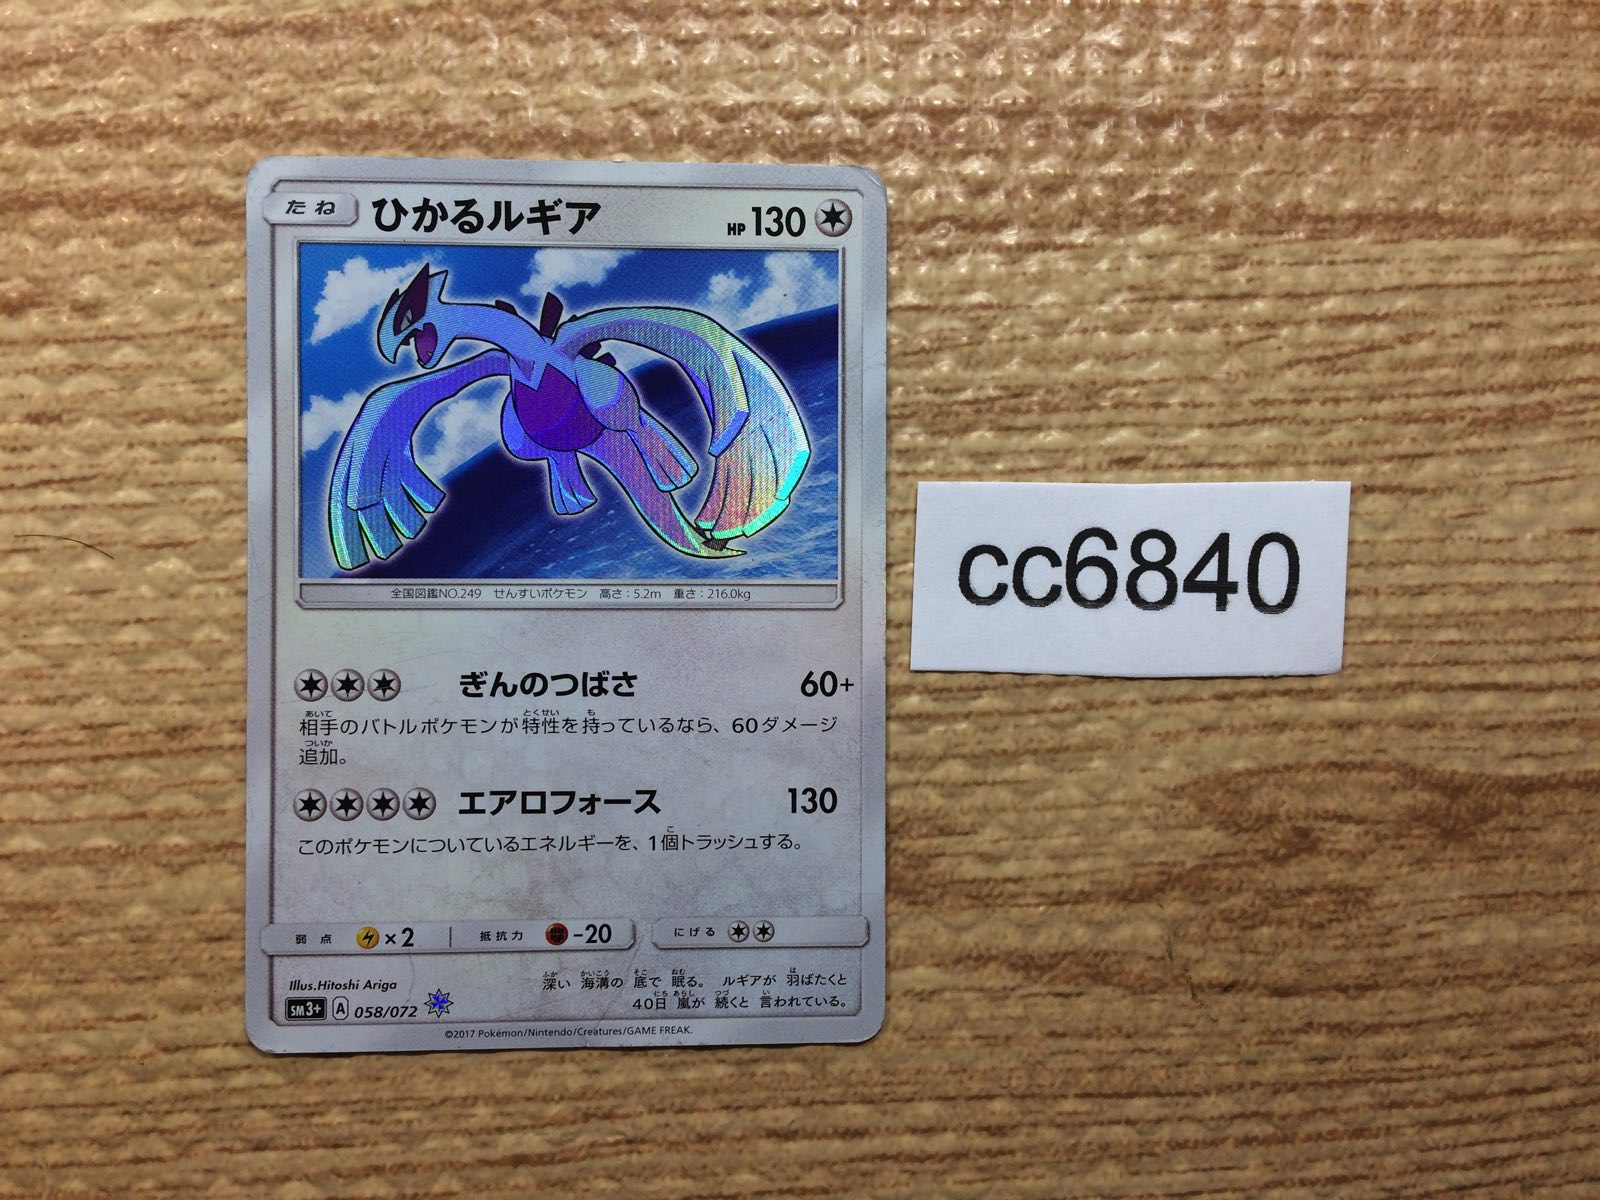 たね ひかるルギア HP 130
全国図鑑NO.249 せんすいポケモン 高さ：5.2m 重さ：216.0kg
ぎんのつばさ 60+
相手のバトルポケモンが特性を持っているなら、60ダメージ
追加。
エアロフォース 130
このポケモンについているエネルギーを、1個トラッシュする。
弱点 ×2 抵抗力 -20 にげる
Illus.Hitoshi Ariga
深い 海溝の 底で 眠る。 ルギアが 羽ばたくと
40日 嵐が 続くと 言われている。
SM3+ A 058/072
©2017 Pokémon/Nintendo/Creatures/GAME FREAK.
cc6840